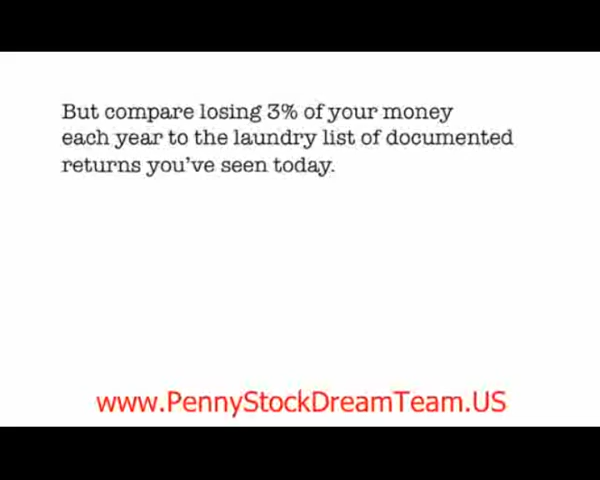 But compare losing 3% of your money
each year to the laundry list of documented
returns you've seen today.
www.PennyStockDreamTeam.US